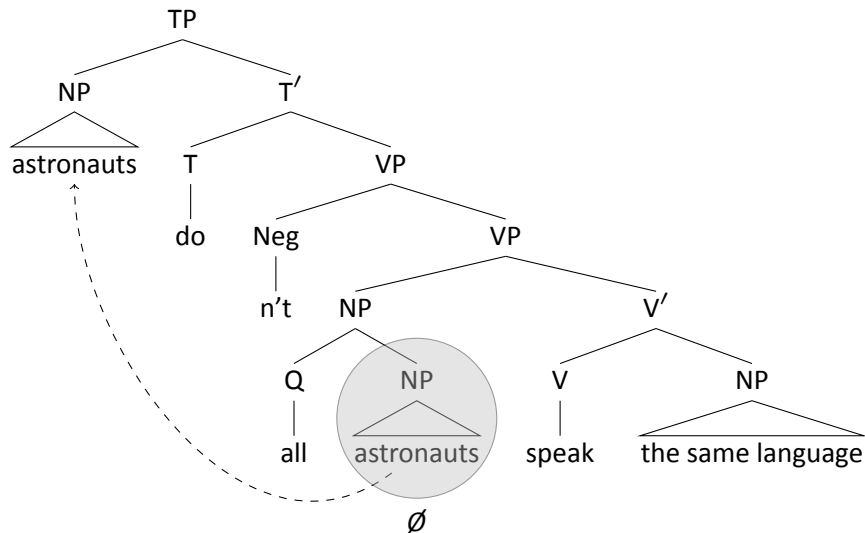 TP
NP T′
astronauts T VP
do Neg VP
n't NP V′
Q NP V NP
all astronauts speak the same language
Ø